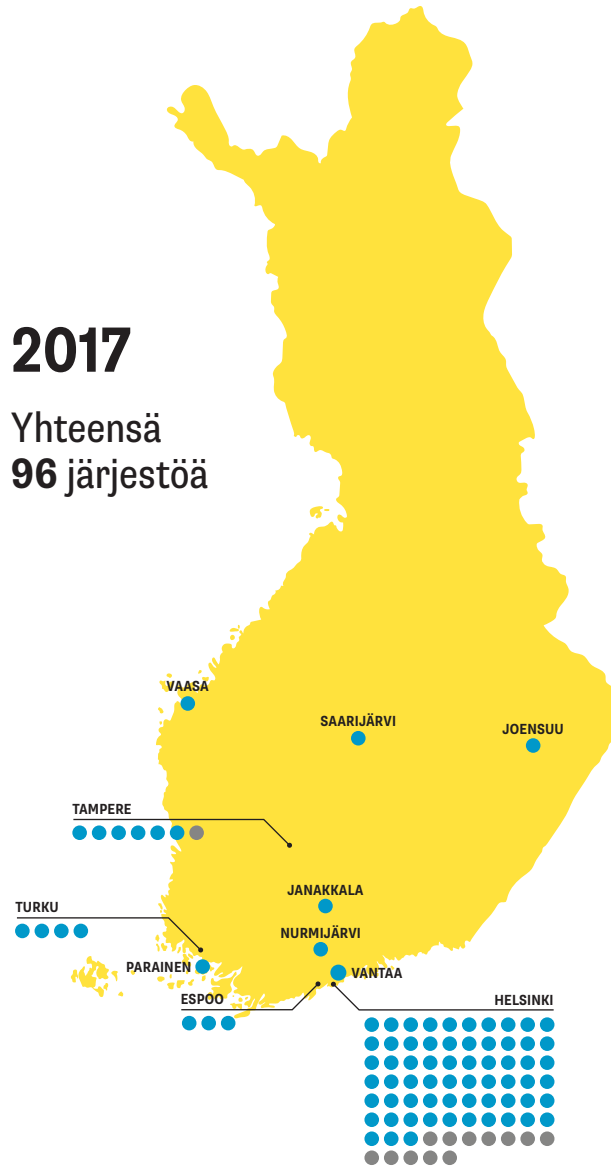 2017
Yhteensä
96 järjestöä
VAASA
SAARIJÄRVI
JOENSUU
TAMPERE
JANAKKALA
TURKU
NURMIJÄRVI
PARAINEN
VANTAA
ESPOO
HELSINKI